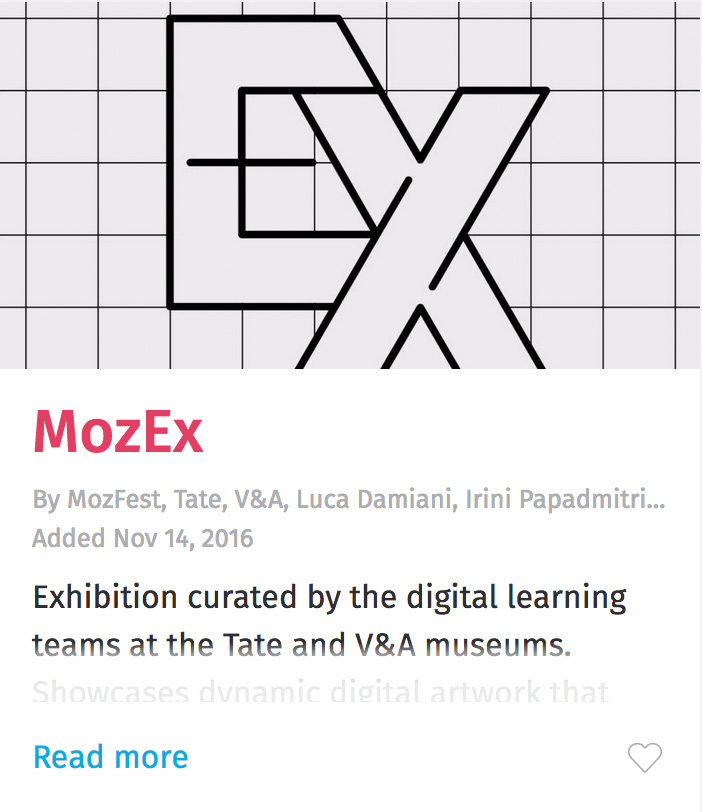 EX
MozEx
By MozFest, Tate, V&A, Luca Damiani, Irini Papadmitri...
Added Nov 14, 2016
Exhibition curated by the digital learning
teams at the Tate and V&A museums.
Showcases dynamic digital artwork that
Read more